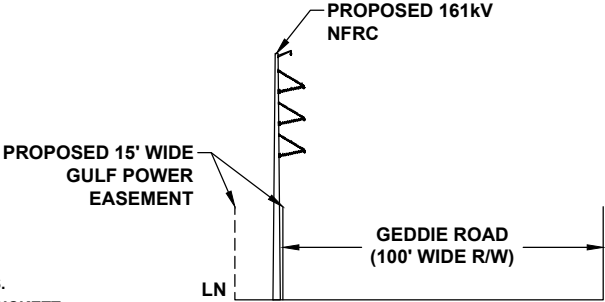 PROPOSED 161kV
NFRC
PROPOSED 15' WIDE
GULF POWER
EASEMENT
GEDDIE ROAD
(100' WIDE R/W)
LN